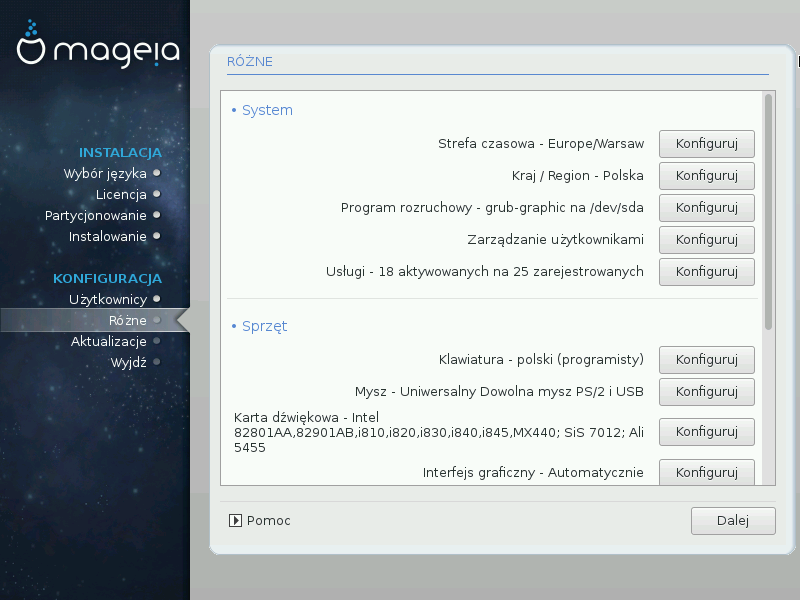 mageia
INSTALACJA
Wybór języka
Licencja
Partycjonowanie
Instalowanie
KONFIGURACJA
Użytkownicy
Różne
Aktualizacje
Wyjdź
RÓŻNE
• System
Strefa czasowa - Europe/Warsaw Konfiguruj
Kraj / Region - Polska Konfiguruj
Program rozruchowy - grub-graphic na /dev/sda Konfiguruj
Zarządzanie użytkownikami Konfiguruj
Usługi - 18 aktywowanych na 25 zarejestrowanych Konfiguruj
• Sprzęt
Klawiatura - polski (programisty) Konfiguruj
Mysz - Uniwersalny Dowolna mysz PS/2 i USB Konfiguruj
Karta dźwiękowa - Intel
82801AA,82901AB,i810,i820,i830,i840,i845,MX440; SiS 7012; Ali Konfiguruj
5455
Interfejs graficzny - Automatycznie Konfiguruj
Pomoc Dalej